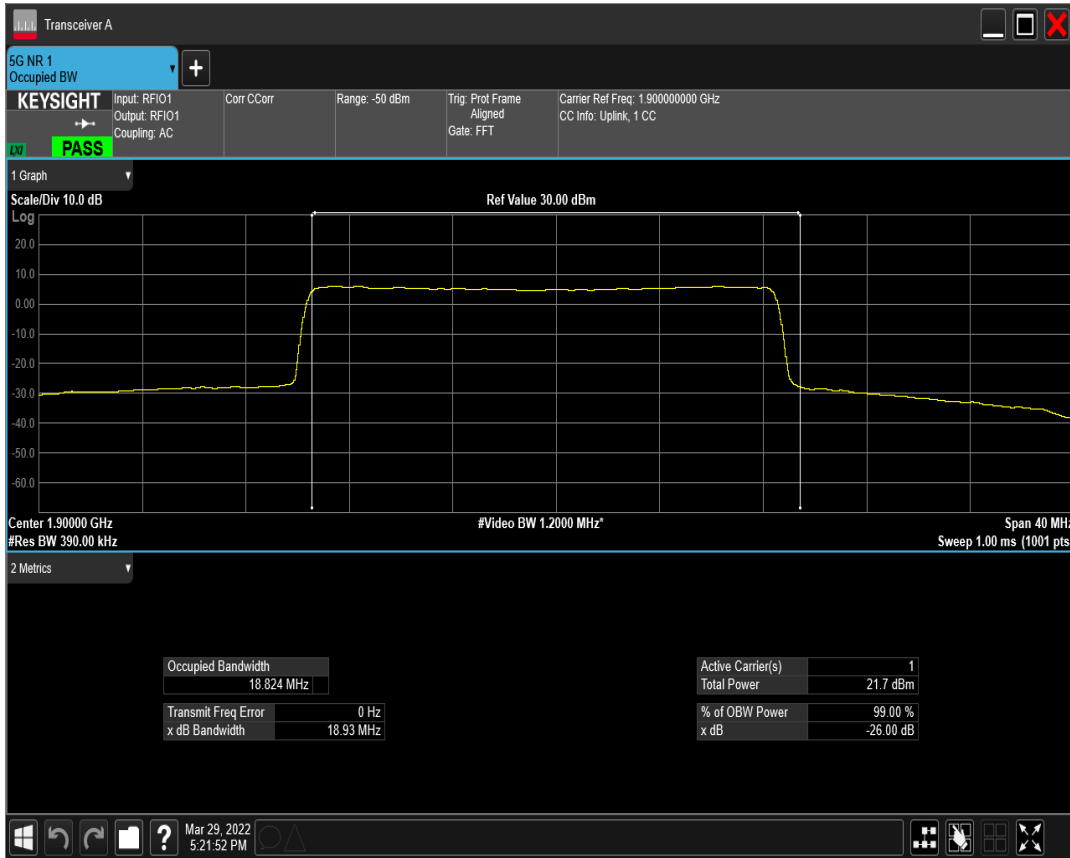 Transceiver A
5G NR 1
Occupied BW
KEYSIGHT
LXI
PASS
Input: RFIO1
Output: RFIO1
Coupling: AC
Corr CCorr
Range: -50 dBm
Trig: Prot Frame
Aligned
Gate: FFT
Carrier Ref Freq: 1.900000000 GHz
CC Info: Uplink, 1 CC
1 Graph
Scale/Div 10.0 dB
Ref Value 30.00 dBm
Log
20.0
10.0
0.00
-10.0
-20.0
-30.0
-40.0
-50.0
-60.0
Center 1.90000 GHz
#Video BW 1.2000 MHz*
Span 40 MHz
#Res BW 390.00 kHz
Sweep 1.00 ms (1001 pts
2 Metrics
Occupied Bandwidth
18.824 MHz
Transmit Freq Error 0 Hz
x dB Bandwidth 18.93 MHz
Active Carrier(s) 1
Total Power 21.7 dBm
% of OBW Power 99.00 %
x dB -26.00 dB
?
Mar 29, 2022
5:21:52 PM